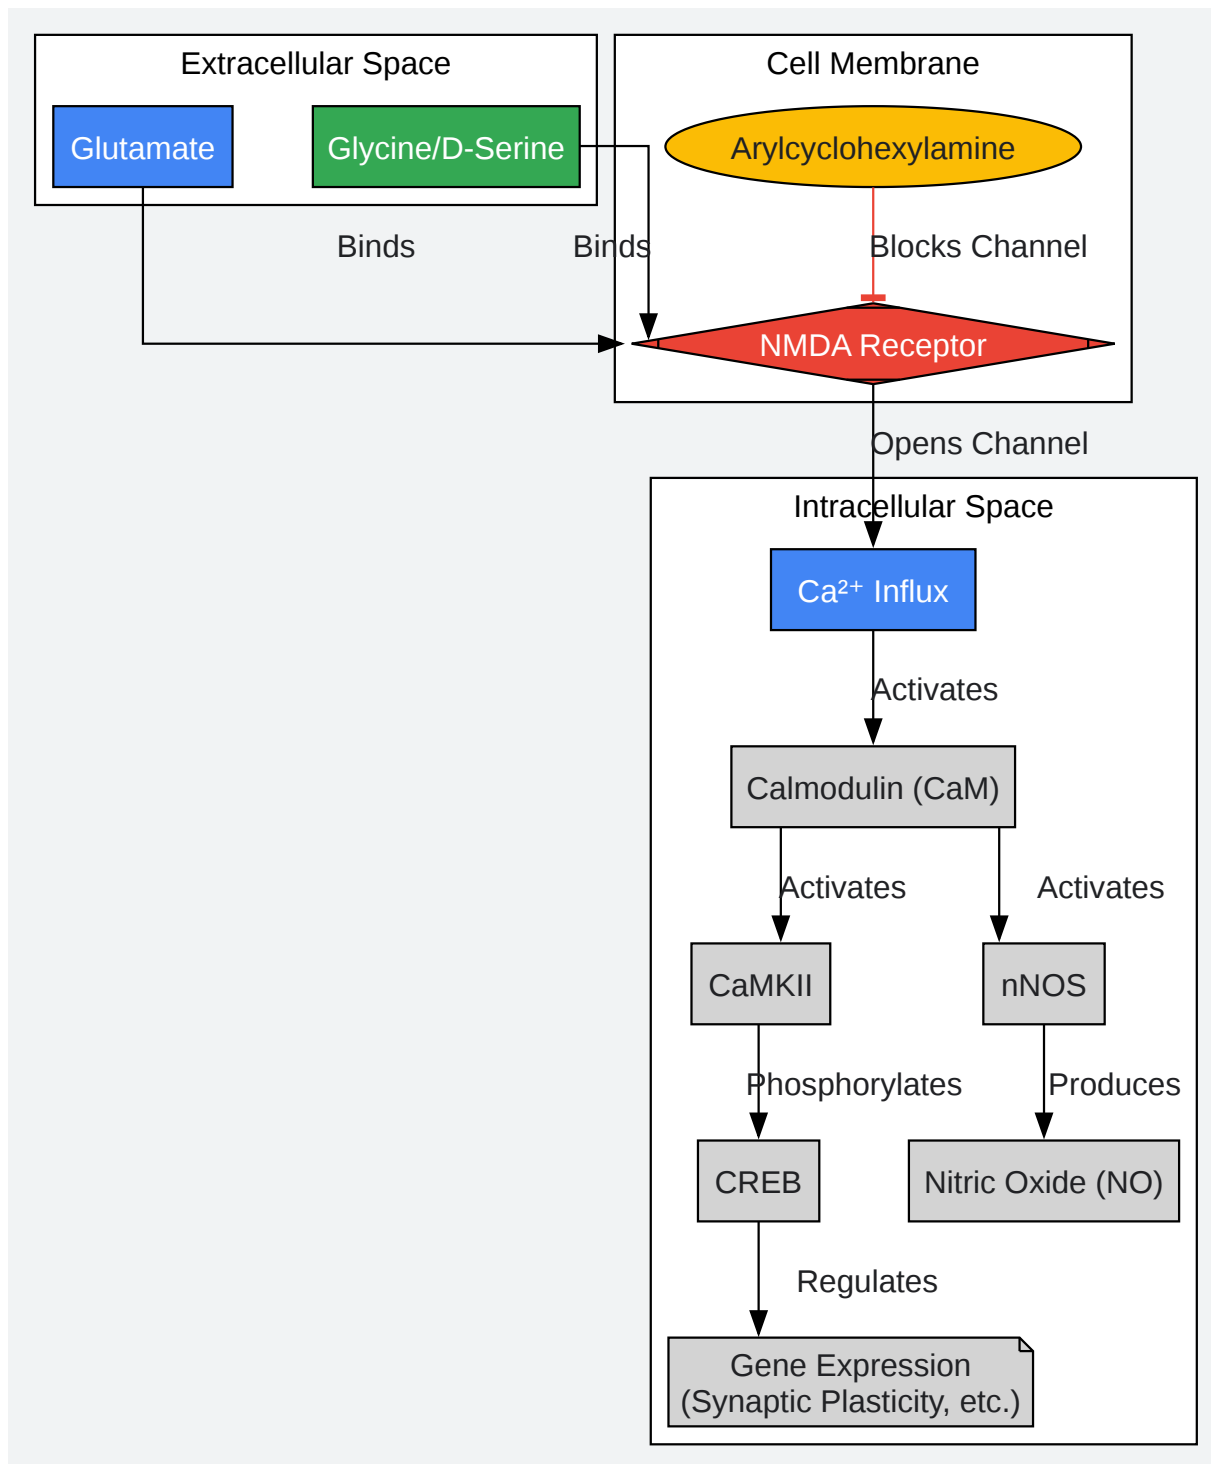 Extracellular Space
Cell Membrane
Glutamate
Glycine/D-Serine
Arylcyclohexylamine
Binds
Binds
Blocks Channel
NMDA Receptor
Opens Channel
Intracellular Space
Ca²⁺ Influx
Activates
Calmodulin (CaM)
Activates
Activates
CaMKII
nNOS
Phosphorylates
Produces
CREB
Nitric Oxide (NO)
Regulates
Gene Expression
(Synaptic Plasticity, etc.)